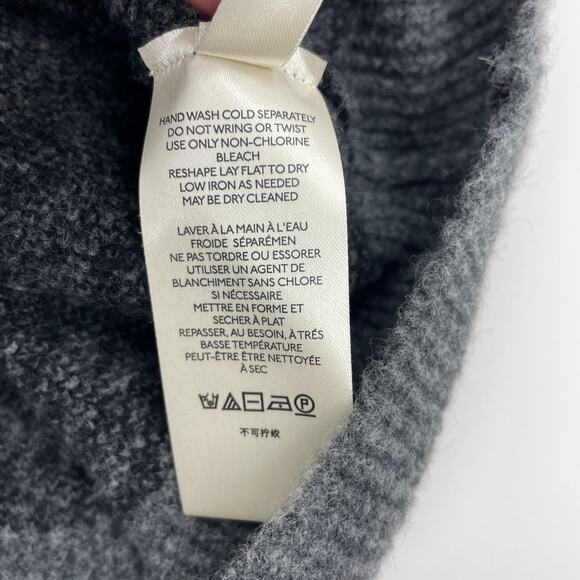 HAND WASH COLD SEPARATELY
DO NOT WRING OR TWIST
USE ONLY NON-CHLORINE
BLEACH
RESHAPE LAY FLAT TO DRY
LOW IRON AS NEEDED
MAY BE DRY CLEANED
LAVER À LA MAIN À L'EAU
FROIDE SÉPARÉMEN
NE PAS TORDRE OU ESSORER
UTILISER UN AGENT DE
BLANCHIMENT SANS CHLORE
SI NÉCESSAIRE
METTRE EN FORME ET
SECHER À PLAT
REPASSER, AU BESOIN, À TRÉS
BASSE TEMPÉRATURE
PEUT-ÊTRE ÊTRE NETTOYÉE
À SEC
P
不可拧绞